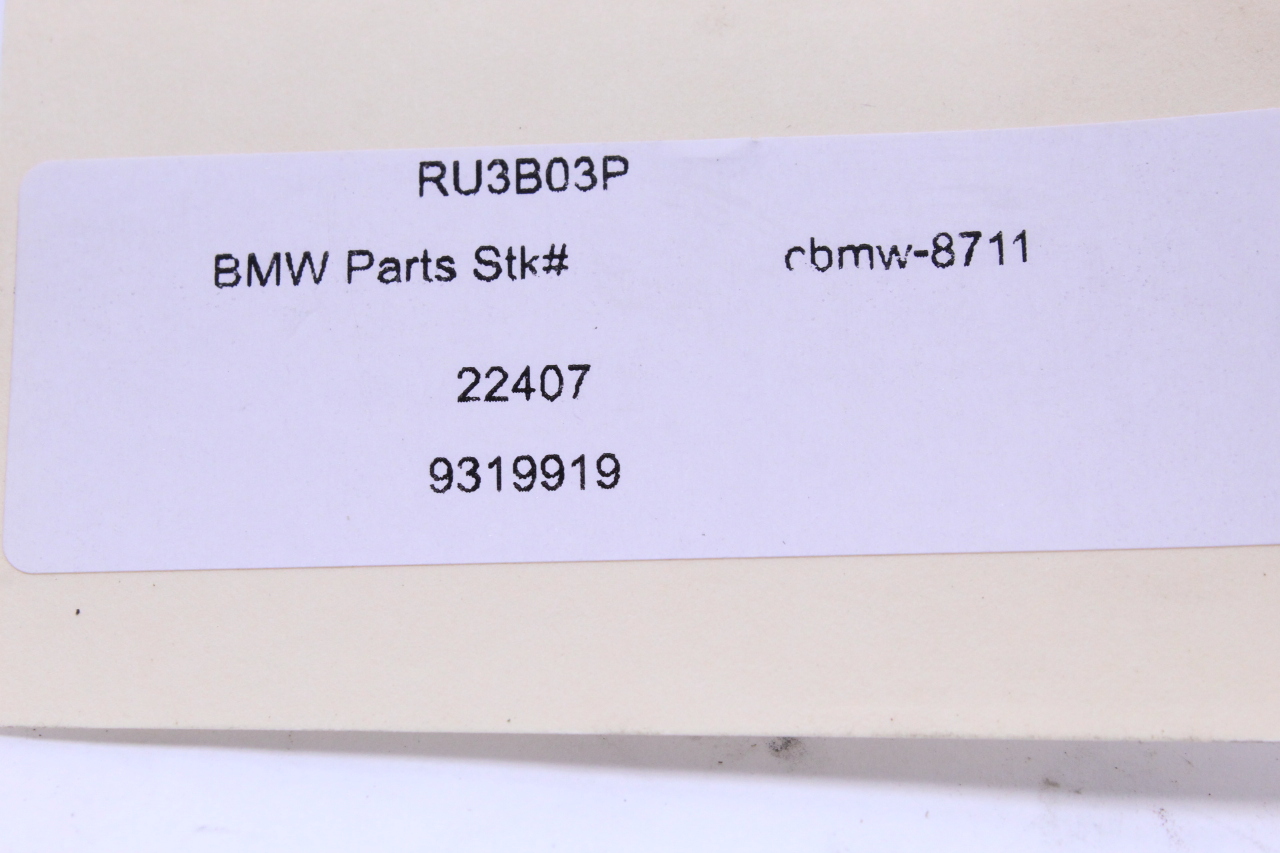 RU3B03P
BMW Parts Stk# cbmw-8711
22407
9319919